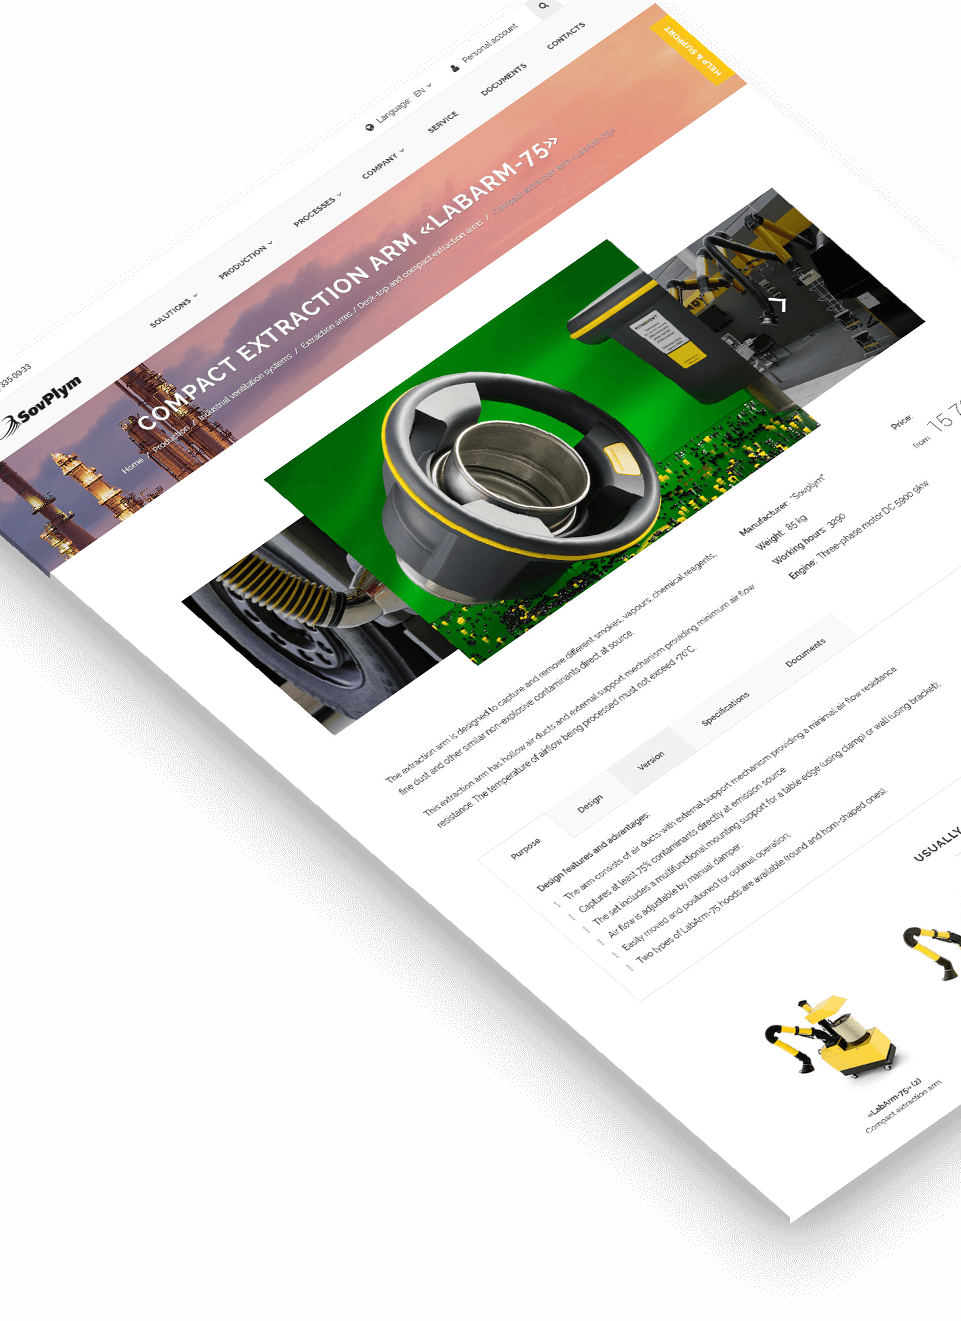 Language: EN
Personal account
335-00-33
SovPlym
SOLUTIONS
PRODUCTION
PROCESSES
COMPANY
SERVICE
DOCUMENTS
CONTACTS
HELP & SUPPORT
COMPACT EXTRACTION ARM «LABARM-75»
Home / Production / Industrial ventilation systems / Extraction arms / Desk-top and compact extraction arms / Compact extraction arm «LabArm-75»
PLYMOVENT
Price:
from 15.7
Manufacturer: "Sovplym"
Weight: 85 kg
Working hours: 3290
Engine: Three-phase motor DC 5900 gkw
The extraction arm is designed to capture and remove different smokes, vapours, chemical reagents,
fine dust and other similar non-explosive contaminants direct at source.
This extraction arm has hollow air ducts and external support mechanism providing minimum air flow
resistance. The temperature of airflow being processed must not exceed +70°C.
Purpose
Design
Version
Specifications
Documents
Design features and advantages:
The arm consists of air ducts with external support mechanism providing a minimal air flow resistance
Captures at least 75% contaminants directly at emission source
The set includes a multifunctional mounting support for a table edge (using clamp) or wall (using bracket);
Air flow is adjustable by manual damper;
Easily moved and positioned for optimal operation;
Two types of LabArm-75 hoods are available (round and horn-shaped ones).
USUALLY
«LabArm-75» (2)
Compact extraction arm